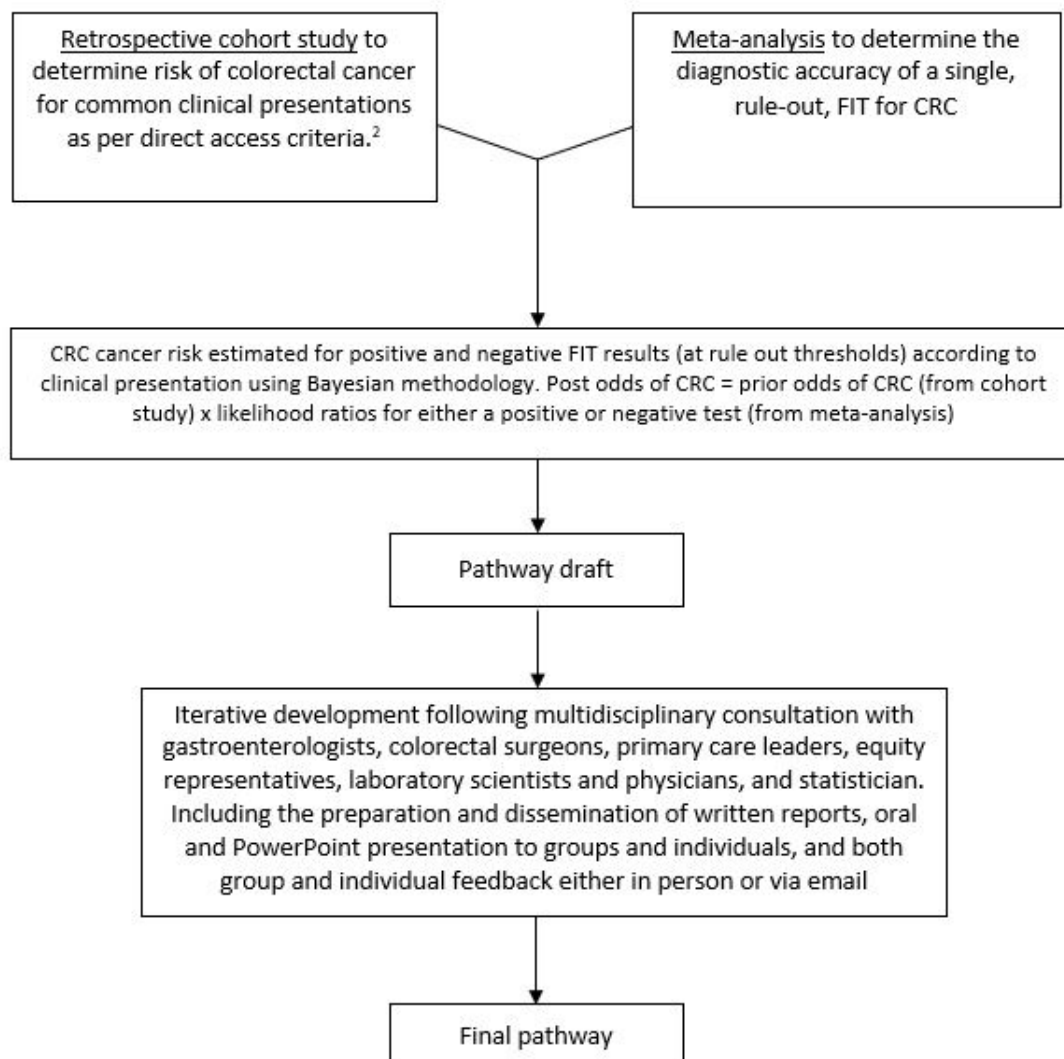 Retrospective cohort study to
determine risk of colorectal cancer
for common clinical presentations
as per direct access criteria.²
Meta-analysis to determine the
diagnostic accuracy of a single,
rule-out, FIT for CRC
CRC cancer risk estimated for positive and negative FIT results (at rule out thresholds) according to
clinical presentation using Bayesian methodology. Post odds of CRC = prior odds of CRC (from cohort
study) x likelihood ratios for either a positive or negative test (from meta-analysis)
Pathway draft
Iterative development following multidisciplinary consultation with
gastroenterologists, colorectal surgeons, primary care leaders, equity
representatives, laboratory scientists and physicians, and statistician.
Including the preparation and dissemination of written reports, oral
and PowerPoint presentation to groups and individuals, and both
group and individual feedback either in person or via email
Final pathway